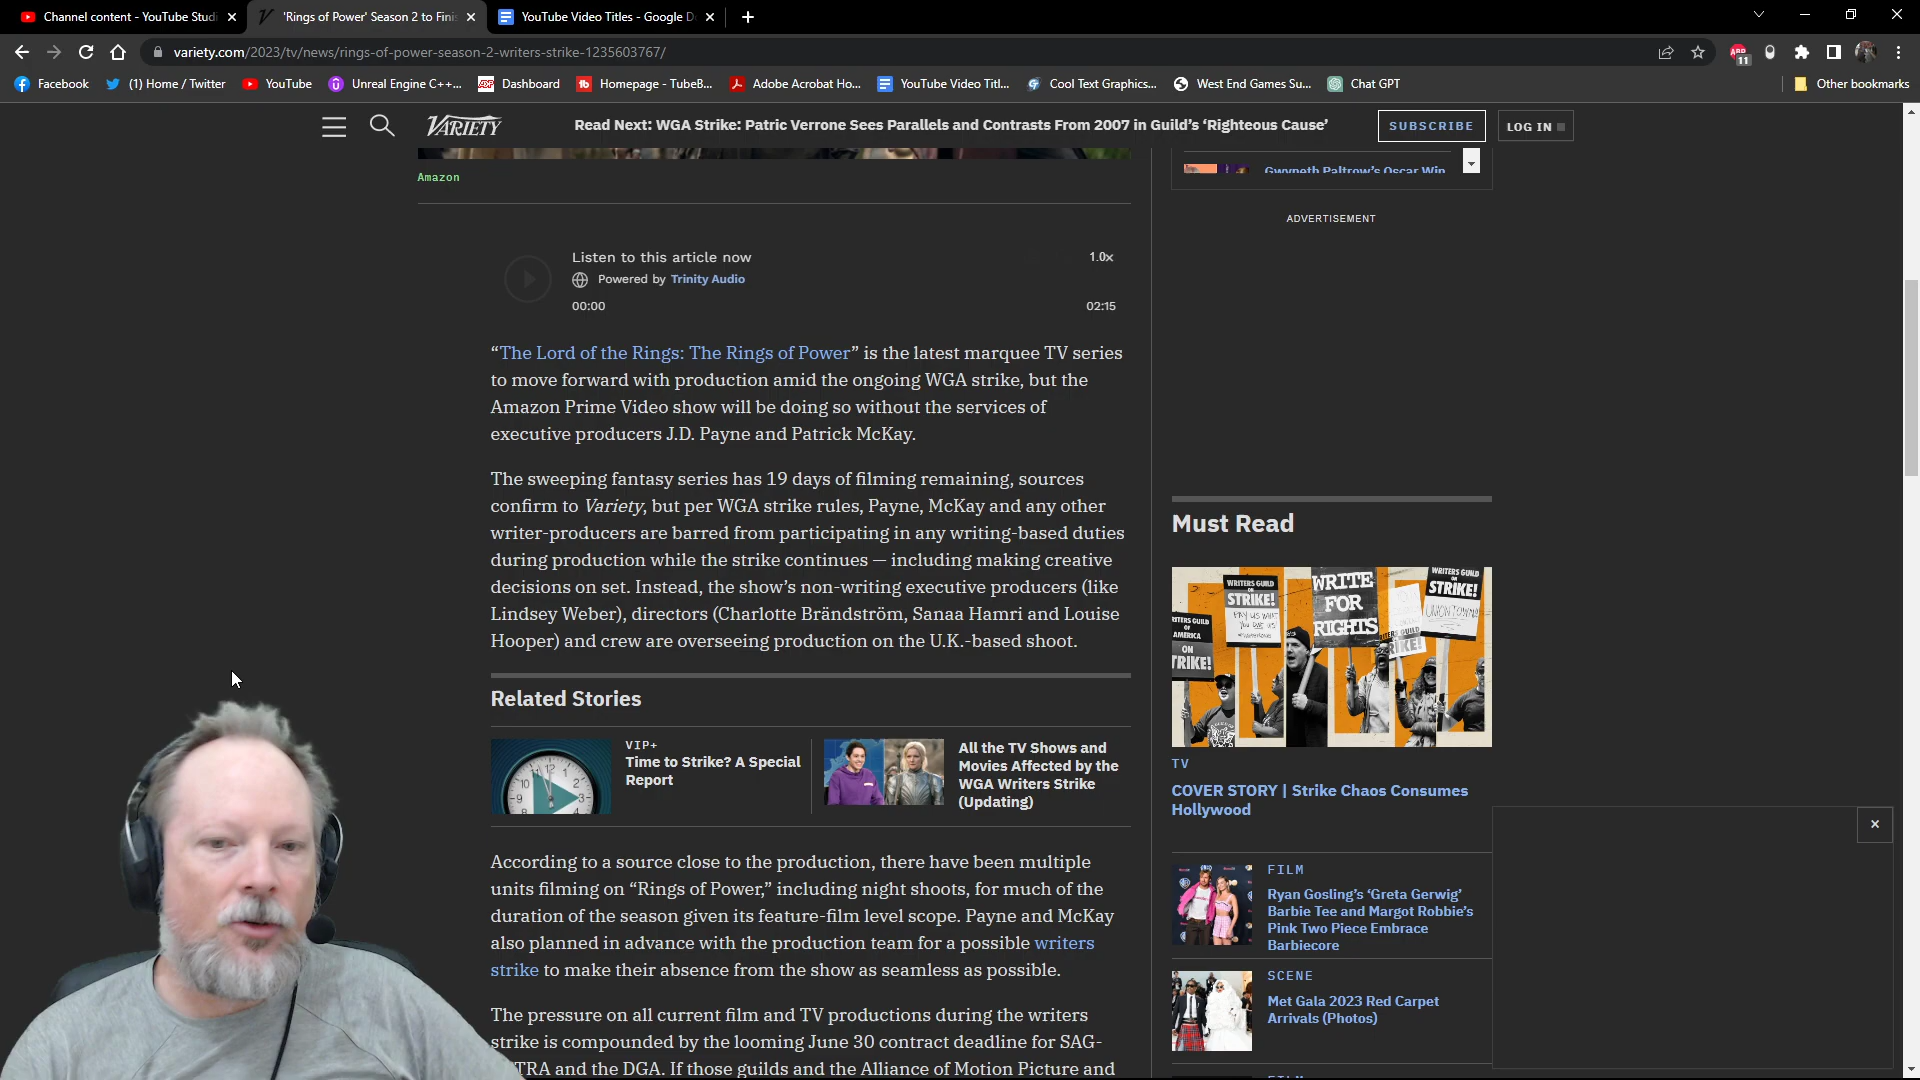 Channel content - YouTube Studi
'Rings of Power' Season 2 to Finis
YouTube Video Titles - Google D
variety.com/2023/tv/news/rings-of-power-season-2-writers-strike-1235603767/
11
Facebook
(1) Home / Twitter
YouTube
Unreal Engine C++...
Dashboard
Homepage - TubeB...
Adobe Acrobat Ho...
YouTube Video Titl...
Cool Text Graphics...
West End Games Su...
Chat GPT
Other bookmarks
VARIETY
Read Next: WGA Strike: Patric Verrone Sees Parallels and Contrasts From 2007 in Guild's 'Righteous Cause'
SUBSCRIBE
LOG IN
Amazon
Gwyneth Paltrow's Oscar Win
ADVERTISEMENT
Listen to this article now
1.0x
Powered by Trinity Audio
00:00
02:15
“The Lord of the Rings: The Rings of Power” is the latest marquee TV series
to move forward with production amid the ongoing WGA strike, but the
Amazon Prime Video show will be doing so without the services of
executive producers J.D. Payne and Patrick McKay.
The sweeping fantasy series has 19 days of filming remaining, sources
confirm to Variety, but per WGA strike rules, Payne, McKay and any other
writer-producers are barred from participating in any writing-based duties
during production while the strike continues — including making creative
decisions on set. Instead, the show's non-writing executive producers (like
Lindsey Weber), directors (Charlotte Brändström, Sanaa Hamri and Louise
Hooper) and crew are overseeing production on the U.K.-based shoot.
Related Stories
VIP+
Time to Strike? A Special
Report
All the TV Shows and
Movies Affected by the
WGA Writers Strike
(Updating)
According to a source close to the production, there have been multiple
units filming on “Rings of Power,” including night shoots, for much of the
duration of the season given its feature-film level scope. Payne and McKay
also planned in advance with the production team for a possible writers
strike to make their absence from the show as seamless as possible.
The pressure on all current film and TV productions during the writers
strike is compounded by the looming June 30 contract deadline for SAG-
TRA and the DGA. If those guilds and the Alliance of Motion Picture and
Must Read
WRITERS GUILD
ON
STRIKE!
WRITE
FOR
RIGHTS
WRITERS GUILD
ON
STRIKE!
TV
COVER STORY | Strike Chaos Consumes
Hollywood
FILM
Ryan Gosling's ‘Greta Gerwig’
Barbie Tee and Margot Robbie's
Pink Two Piece Embrace
Barbiecore
SCENE
Met Gala 2023 Red Carpet
Arrivals (Photos)